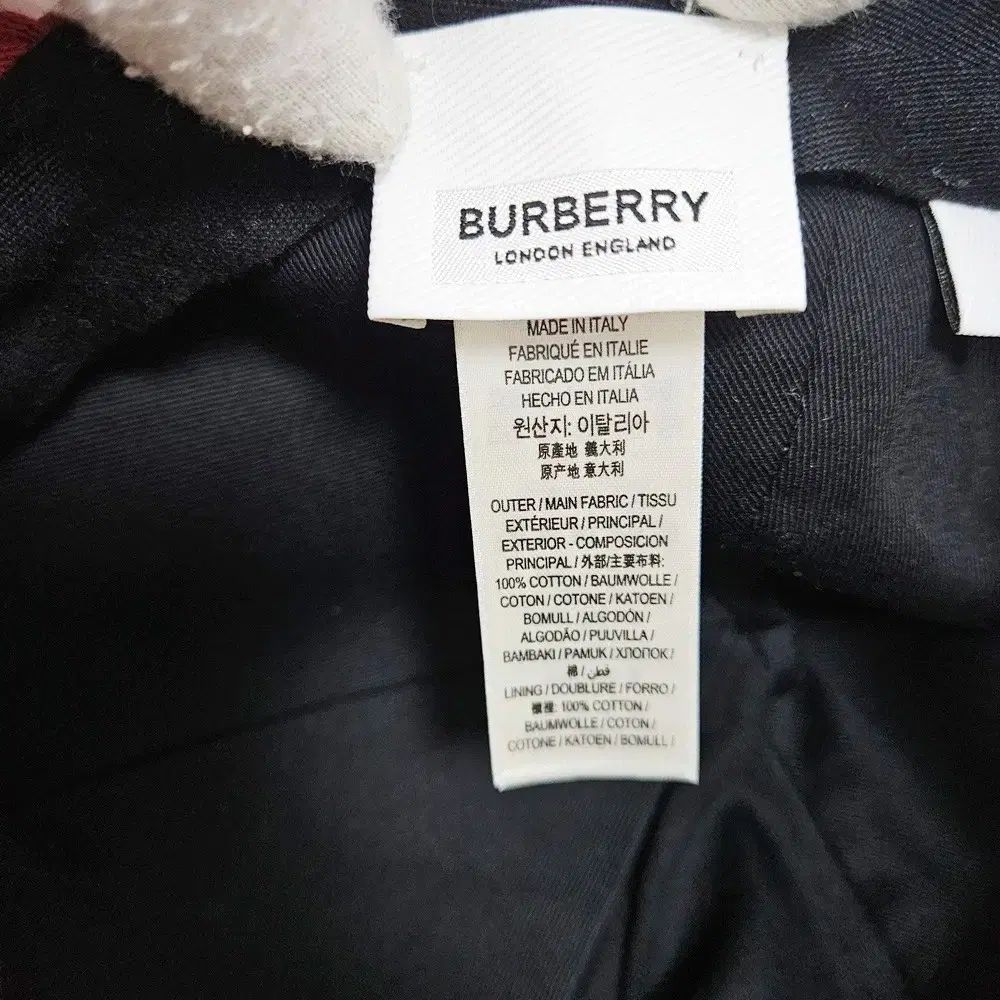 BURBERRY
LONDON ENGLAND
MADE IN ITALY
FABRIQUÉ EN ITALIE
FABRICADO EM ITÁLIA
HECHO EN ITALIA
원산지: 이탈리아
原產地 義大利
原产地 意大利
OUTER / MAIN FABRIC / TISSU
EXTÉRIEUR / PRINCIPAL /
EXTERIOR - COMPOSICION
PRINCIPAL / 外部/主要布料:
100% COTTON / BAUMWOLLE /
COTON / COTONE / KATOEN /
BOMULL / ALGODÓN /
ALGODÃO / PUUVILLA /
BAMBAKI / PAMUK / ХЛОПОК /
棉 / قطن /
LINING / DOUBLURE / FORRO /
100% COTTON /
BAUMWOLLE / COTON /
COTONE / KATOEN / BOMULL /